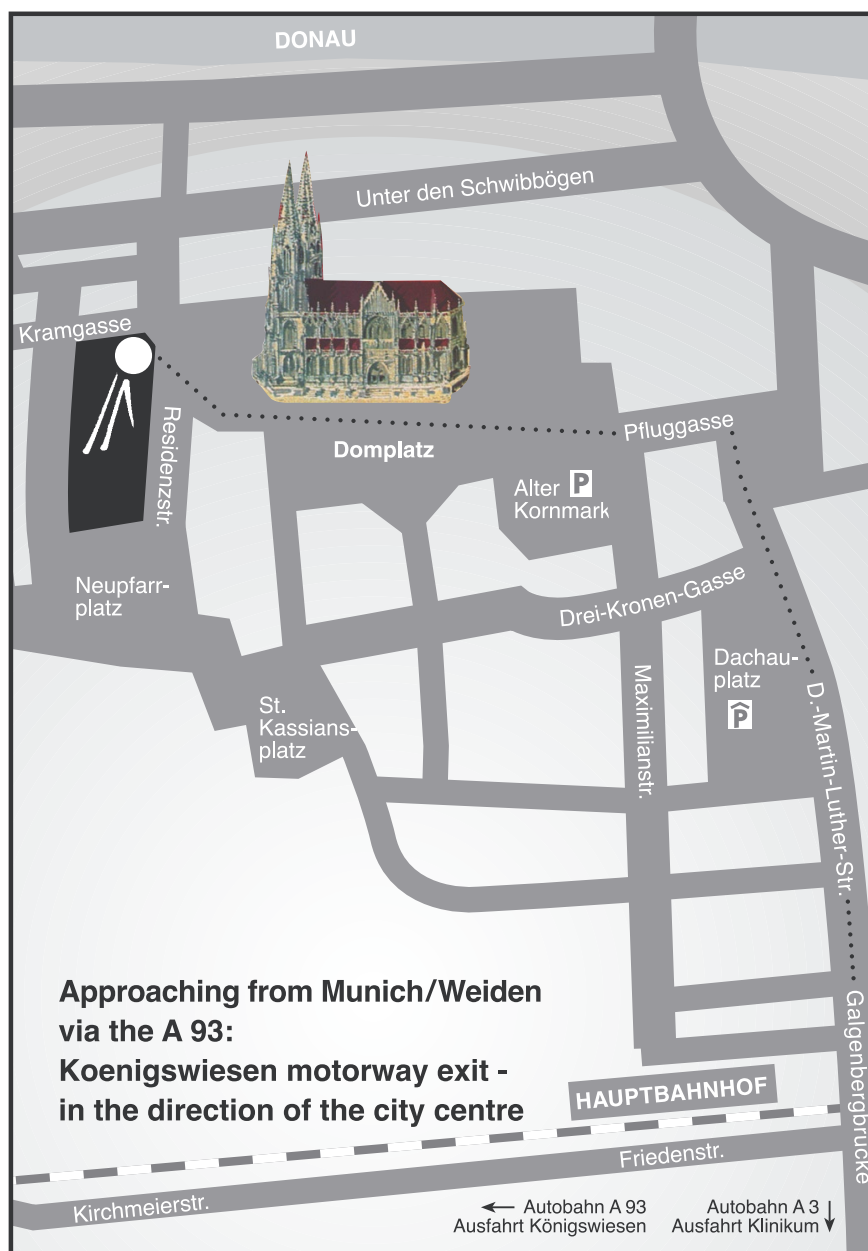 DONAU
Unter den Schwibbögen
Kramgasse
Residenzstr.
Pfluggasse
Domplatz
Alter P
Kornmark
Neupfarr-
platz
Drei-Kronen-Gasse
Dachau-
platz
P
St.
Kassians-
platz
Maximilianstr.
D.-Martin-Luther-Str.
Approaching from Munich/Weiden
via the A 93:
Koenigswiesen motorway exit -
in the direction of the city centre
Galgenbergbrücke
HAUPTBAHNHOF
Friedenstr.
Kirchmeierstr.
← Autobahn A 93
Ausfahrt Königswiesen
Autobahn A 3 ↓
Ausfahrt Klinikum